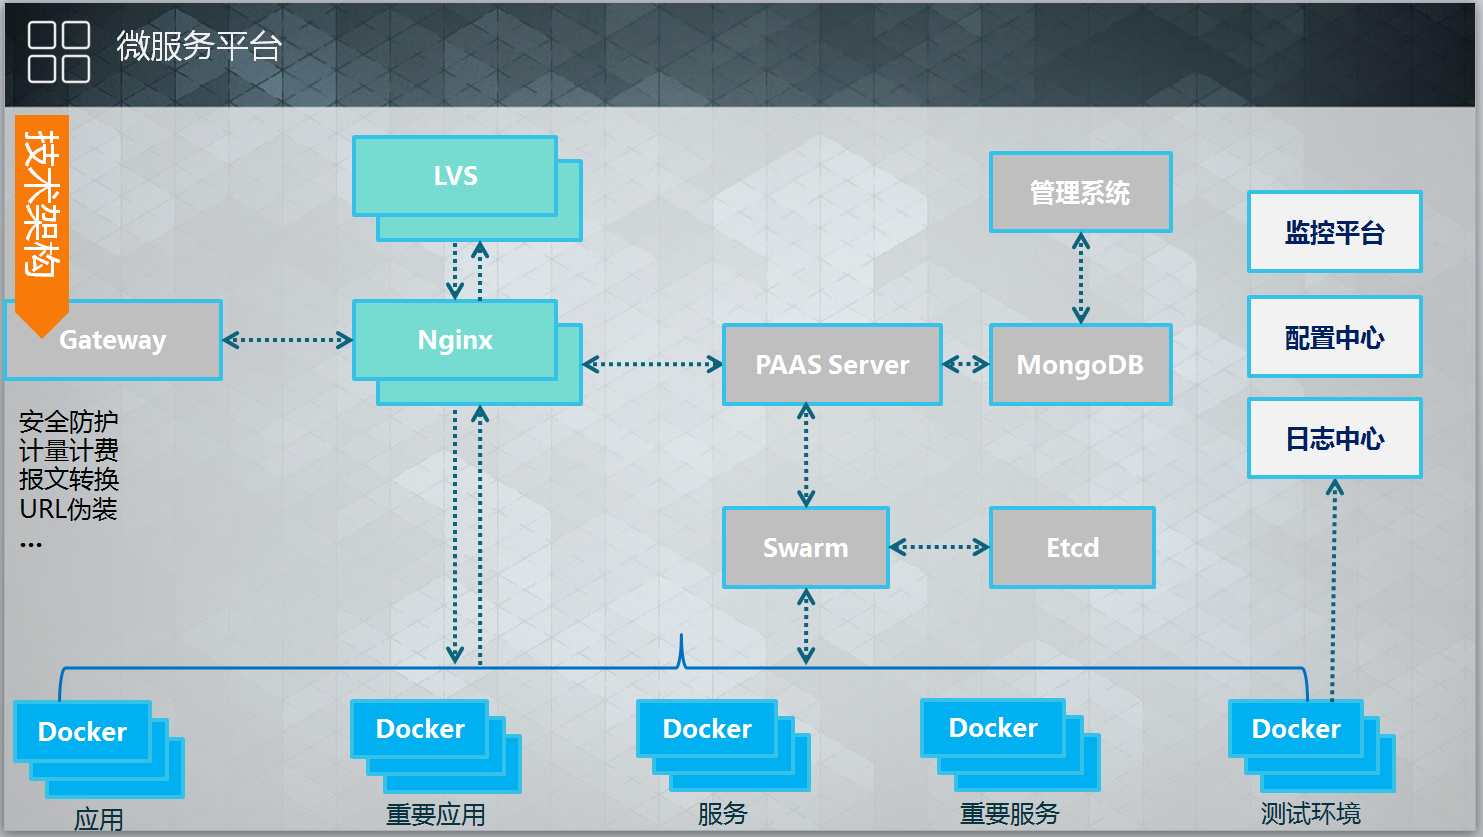 微服务平台
技术架构
LVS
管理系统
监控平台
Gateway
Nginx
PAAS Server
MongoDB
配置中心
安全防护
计量计费
报文转换
URL伪装
...
日志中心
Swarm
Etcd
Docker
Docker
Docker
Docker
Docker
应用
重要应用
服务
重要服务
测试环境